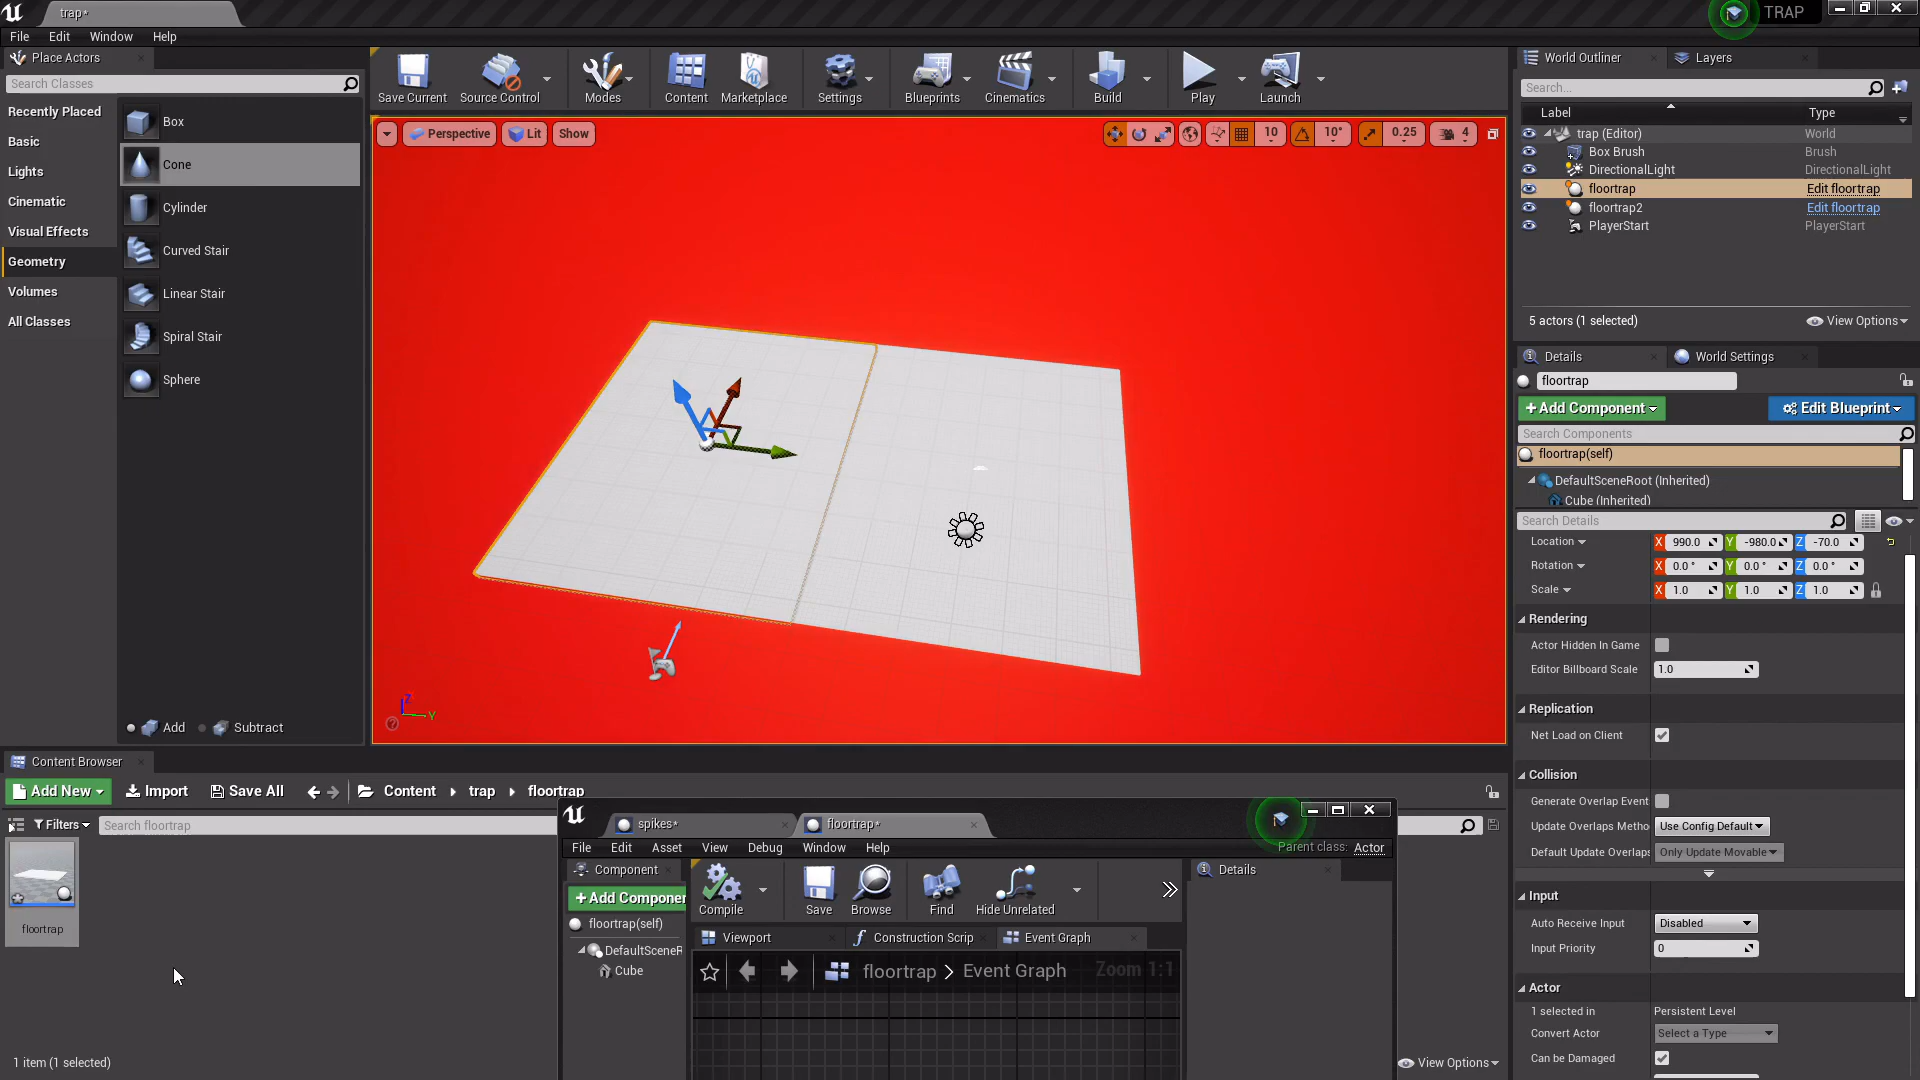 trap*
TRAP
File Edit Window Help
Place Actors
Search Classes
Recently Placed
Basic
Lights
Cinematic
Visual Effects
Geometry
Volumes
All Classes
Box
Cone
Cylinder
Curved Stair
Linear Stair
Spiral Stair
Sphere
Add Subtract
Save Current Source Control Modes Content Marketplace Settings Blueprints Cinematics Build Play Launch
Perspective Lit Show
10 10° 0.25 4
Z
Y
World Outliner Layers
Search...
Label Type
trap (Editor) World
Box Brush Brush
DirectionalLight DirectionalLight
floortrap Edit floortrap
floortrap2 Edit floortrap
PlayerStart PlayerStart
5 actors (1 selected) View Options
Details World Settings
floortrap
+Add Component Edit Blueprint
Search Components
floortrap(self)
DefaultSceneRoot (Inherited)
Cube (Inherited)
Search Details
Location X 990.0 Y -980.0 Z -70.0
Rotation X 0.0° Y 0.0° Z 0.0°
Scale X 1.0 Y 1.0 Z 1.0
Rendering
Actor Hidden In Game
Editor Billboard Scale 1.0
Replication
Net Load on Client
Collision
Generate Overlap Event
Update Overlaps Metho Use Config Default
Default Update Overlaps Only Update Movable
Input
Auto Receive Input Disabled
Input Priority 0
Actor
1 selected in Persistent Level
Convert Actor Select a Type
Can be Damaged
Content Browser
Add New Import Save All Content trap floortrap
Filters Search floortrap
floortrap
1 item (1 selected)
View Options
spikes* floortrap*
File Edit Asset View Debug Window Help
Parent class: Actor
Component
+Add Componen
floortrap(self)
DefaultSceneR
Cube
Compile Save Browse Find Hide Unrelated
Details
Viewport Construction Scrip Event Graph
floortrap > Event Graph Zoom 1:1